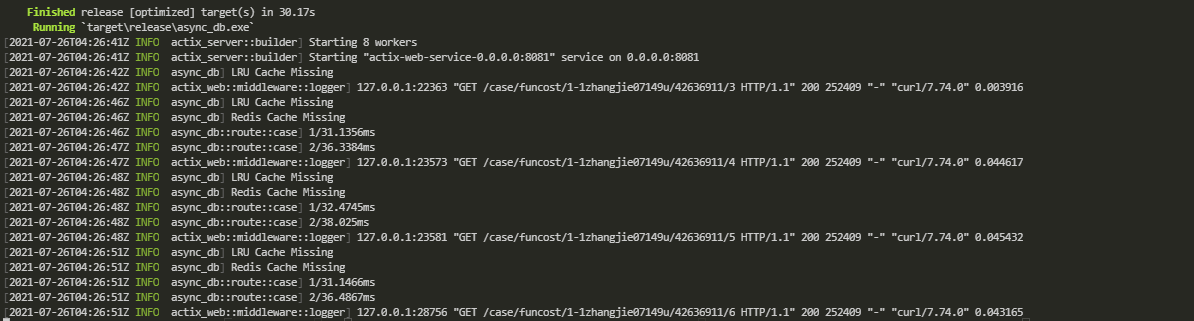 Finished release [optimized] target(s) in 30.17s
Running `target\release\async_db.exe`
[2021-07-26T04:26:41Z INFO  actix_server::builder] Starting 8 workers
[2021-07-26T04:26:41Z INFO  actix_server::builder] Starting "actix-web-service-0.0.0.0:8081" service on 0.0.0.0:8081
[2021-07-26T04:26:42Z INFO  async_db] LRU Cache Missing
[2021-07-26T04:26:42Z INFO  actix_web::middleware::logger] 127.0.0.1:22363 "GET /case/funcost/1-1zhangjie07149u/42636911/3 HTTP/1.1" 200 252409 "-" "curl/7.74.0" 0.003916
[2021-07-26T04:26:46Z INFO  async_db] LRU Cache Missing
[2021-07-26T04:26:46Z INFO  async_db] Redis Cache Missing
[2021-07-26T04:26:46Z INFO  async_db::route::case] 1/31.1356ms
[2021-07-26T04:26:47Z INFO  async_db::route::case] 2/36.3384ms
[2021-07-26T04:26:47Z INFO  actix_web::middleware::logger] 127.0.0.1:23573 "GET /case/funcost/1-1zhangjie07149u/42636911/4 HTTP/1.1" 200 252409 "-" "curl/7.74.0" 0.044617
[2021-07-26T04:26:48Z INFO  async_db] LRU Cache Missing
[2021-07-26T04:26:48Z INFO  async_db] Redis Cache Missing
[2021-07-26T04:26:48Z INFO  async_db::route::case] 1/32.4745ms
[2021-07-26T04:26:48Z INFO  async_db::route::case] 2/38.025ms
[2021-07-26T04:26:48Z INFO  actix_web::middleware::logger] 127.0.0.1:23581 "GET /case/funcost/1-1zhangjie07149u/42636911/5 HTTP/1.1" 200 252409 "-" "curl/7.74.0" 0.045432
[2021-07-26T04:26:51Z INFO  async_db] LRU Cache Missing
[2021-07-26T04:26:51Z INFO  async_db] Redis Cache Missing
[2021-07-26T04:26:51Z INFO  async_db::route::case] 1/31.1466ms
[2021-07-26T04:26:51Z INFO  async_db::route::case] 2/36.4867ms
[2021-07-26T04:26:51Z INFO  actix_web::middleware::logger] 127.0.0.1:28756 "GET /case/funcost/1-1zhangjie07149u/42636911/6 HTTP/1.1" 200 252409 "-" "curl/7.74.0" 0.043165